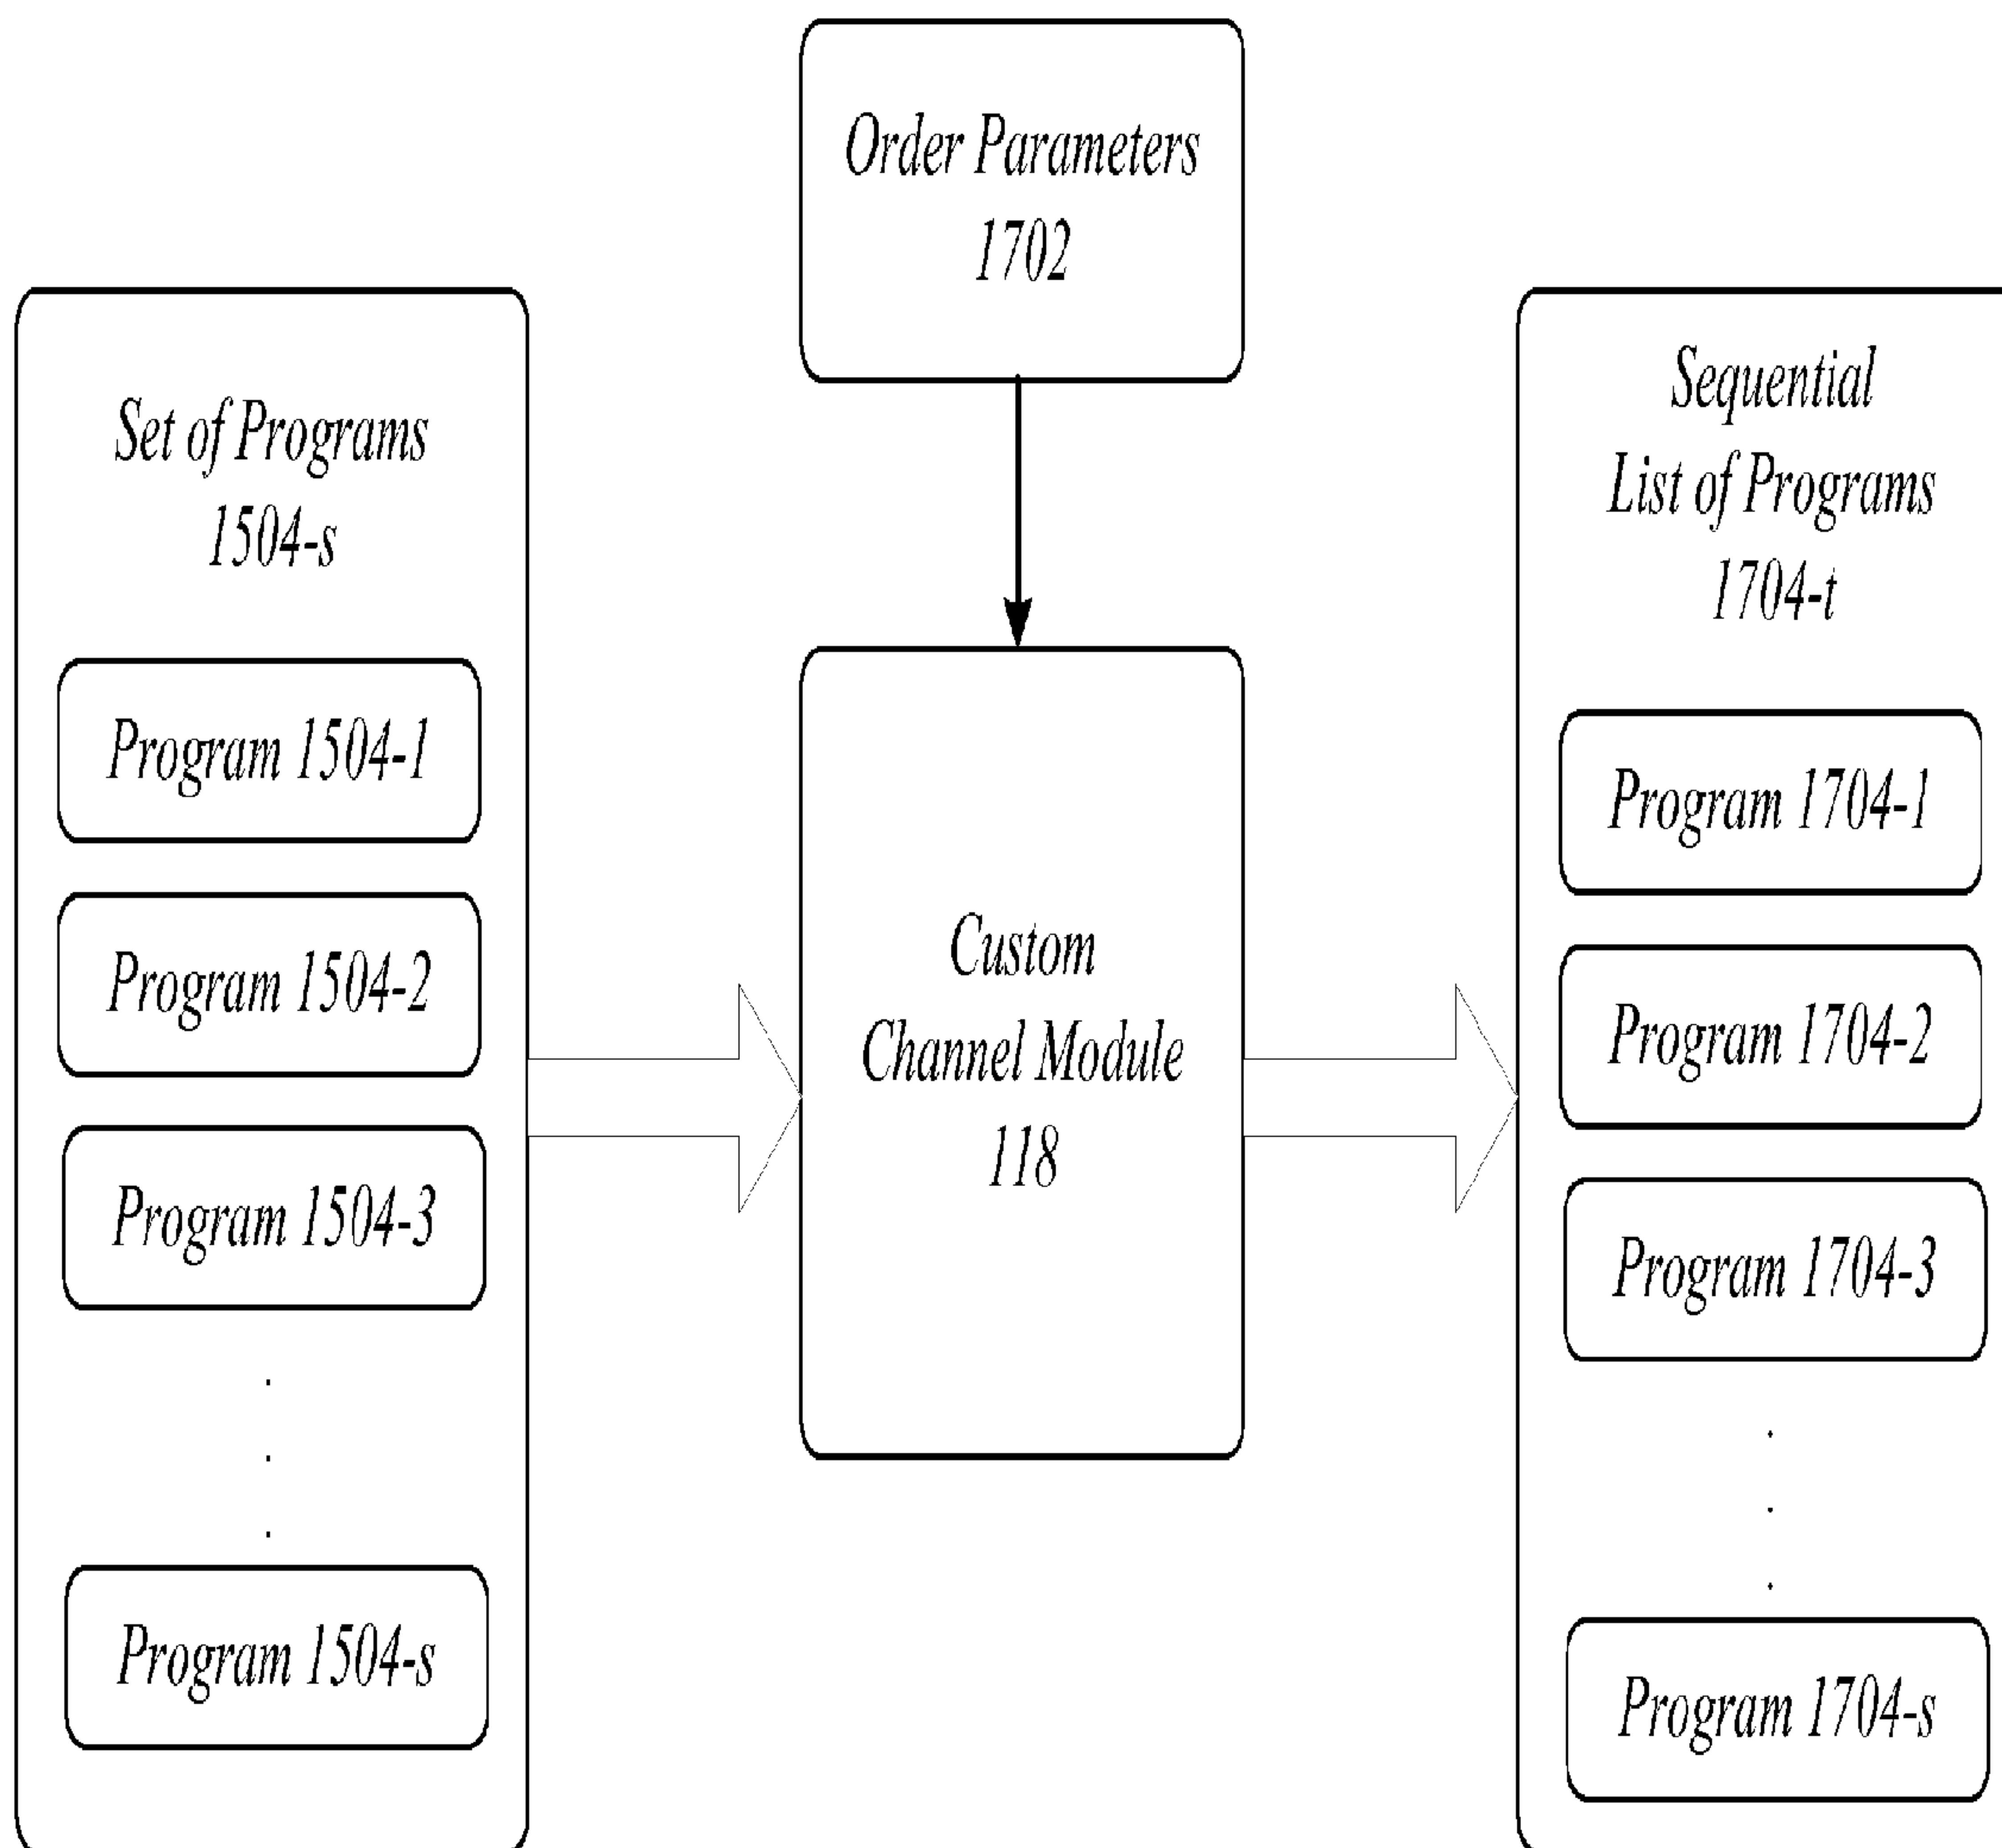 Order Parameters
1702
Set of Programs
1504-s
Program 1504-1
Program 1504-2
Program 1504-3
.
.
.
Program 1504-s
Custom
Channel Module
118
Sequential
List of Programs
1704-t
Program 1704-1
Program 1704-2
Program 1704-3
.
.
.
Program 1704-s